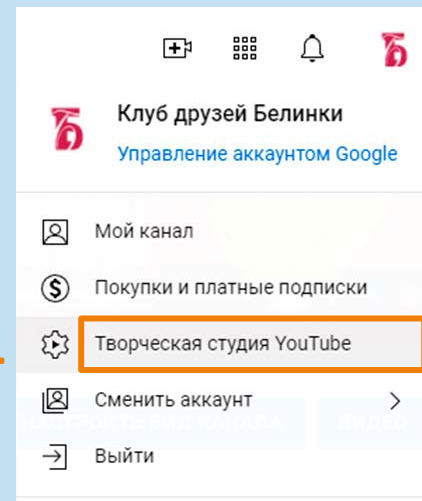 Клуб друзей Белинки
Управление аккаунтом Google
Мой канал
Покупки и платные подписки
Творческая студия YouTube
Сменить аккаунт
Выйти